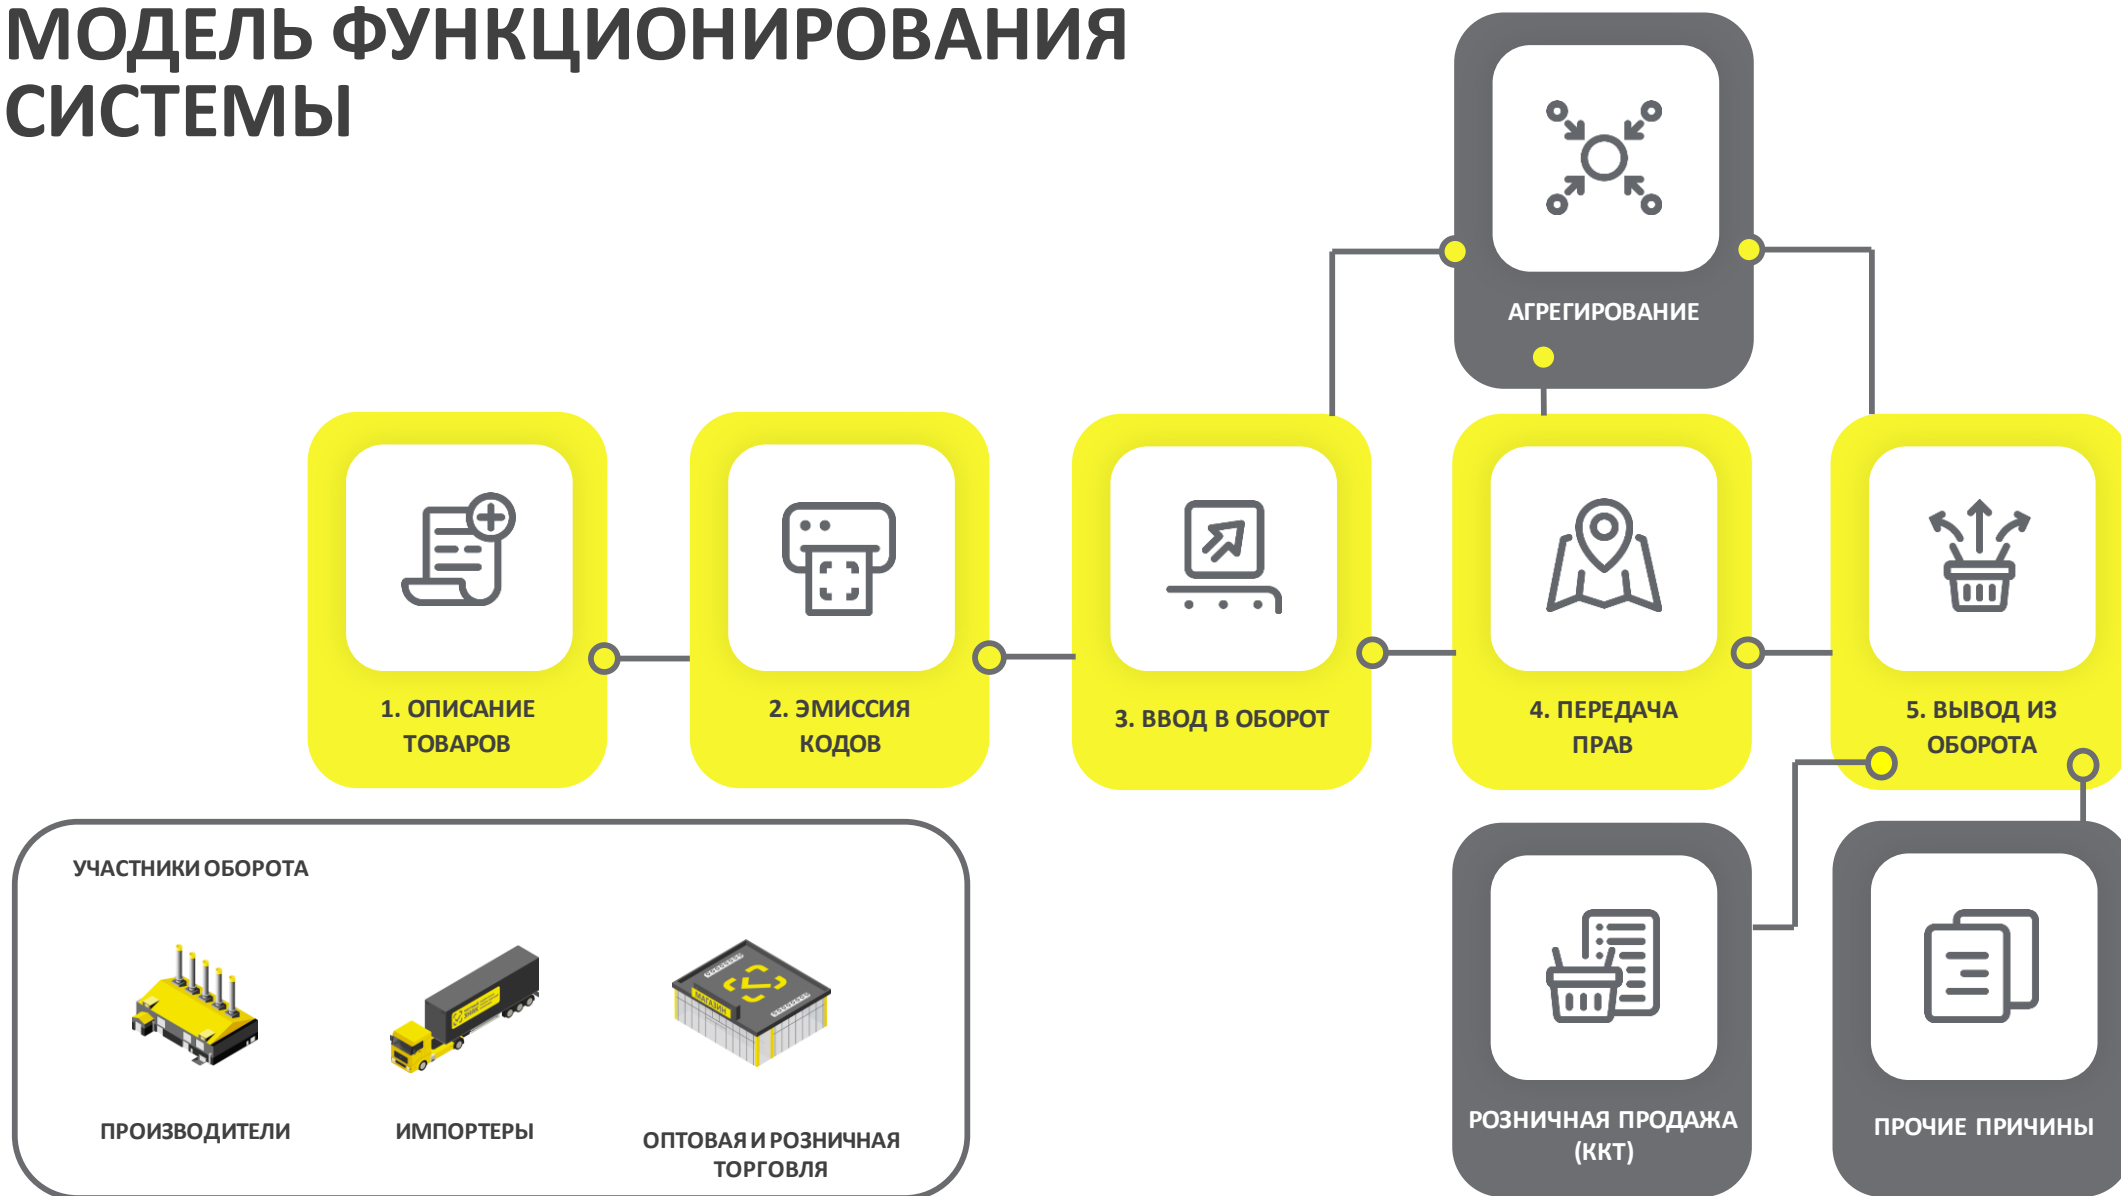 МОДЕЛЬ ФУНКЦИОНИРОВАНИЯ
СИСТЕМЫ
АГРЕГИРОВАНИЕ
1. ОПИСАНИЕ
ТОВАРОВ
2. ЭМИССИЯ
КОДОВ
3. ВВОД В ОБОРОТ
4. ПЕРЕДАЧА
ПРАВ
5. ВЫВОД ИЗ
ОБОРОТА
УЧАСТНИКИ ОБОРОТА
МАГАЗИН
ПРОИЗВОДИТЕЛИ
ИМПОРТЕРЫ
ОПТОВАЯ И РОЗНИЧНАЯ
ТОРГОВЛЯ
РОЗНИЧНАЯ ПРОДАЖА
(ККТ)
ПРОЧИЕ ПРИЧИНЫ